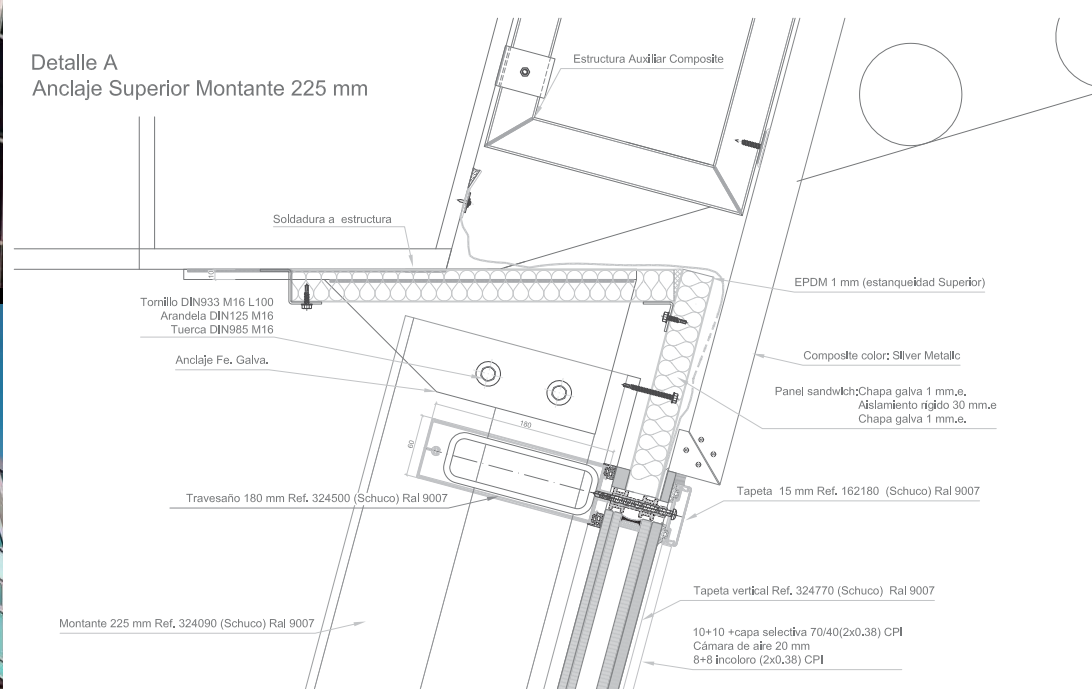 Detalle A
Anclaje Superior Montante 225 mm
Estructura Auxiliar Composite
Soldadura a estructura
10
EPDM 1 mm (estanqueidad Superior)
Tornillo DIN933 M16 L100
Arandela DIN125 M16
Tuerca DIN985 M16
Anclaje Fe. Galva.
Composite color: Silver Metalic
Panel sandwich:Chapa galva 1 mm.e.
Aislamiento rigido 30 mm.e
Chapa galva 1 mm.e.
180
60
Travesaño 180 mm Ref. 324500 (Schuco) Ral 9007
Tapeta 15 mm Ref. 162180 (Schuco) Ral 9007
Tapeta vertical Ref. 324770 (Schuco) Ral 9007
Montante 225 mm Ref. 324090 (Schuco) Ral 9007
10+10 +capa selectiva 70/40(2x0.38) CPI
Cámara de aire 20 mm
8+8 incoloro (2x0.38) CPI